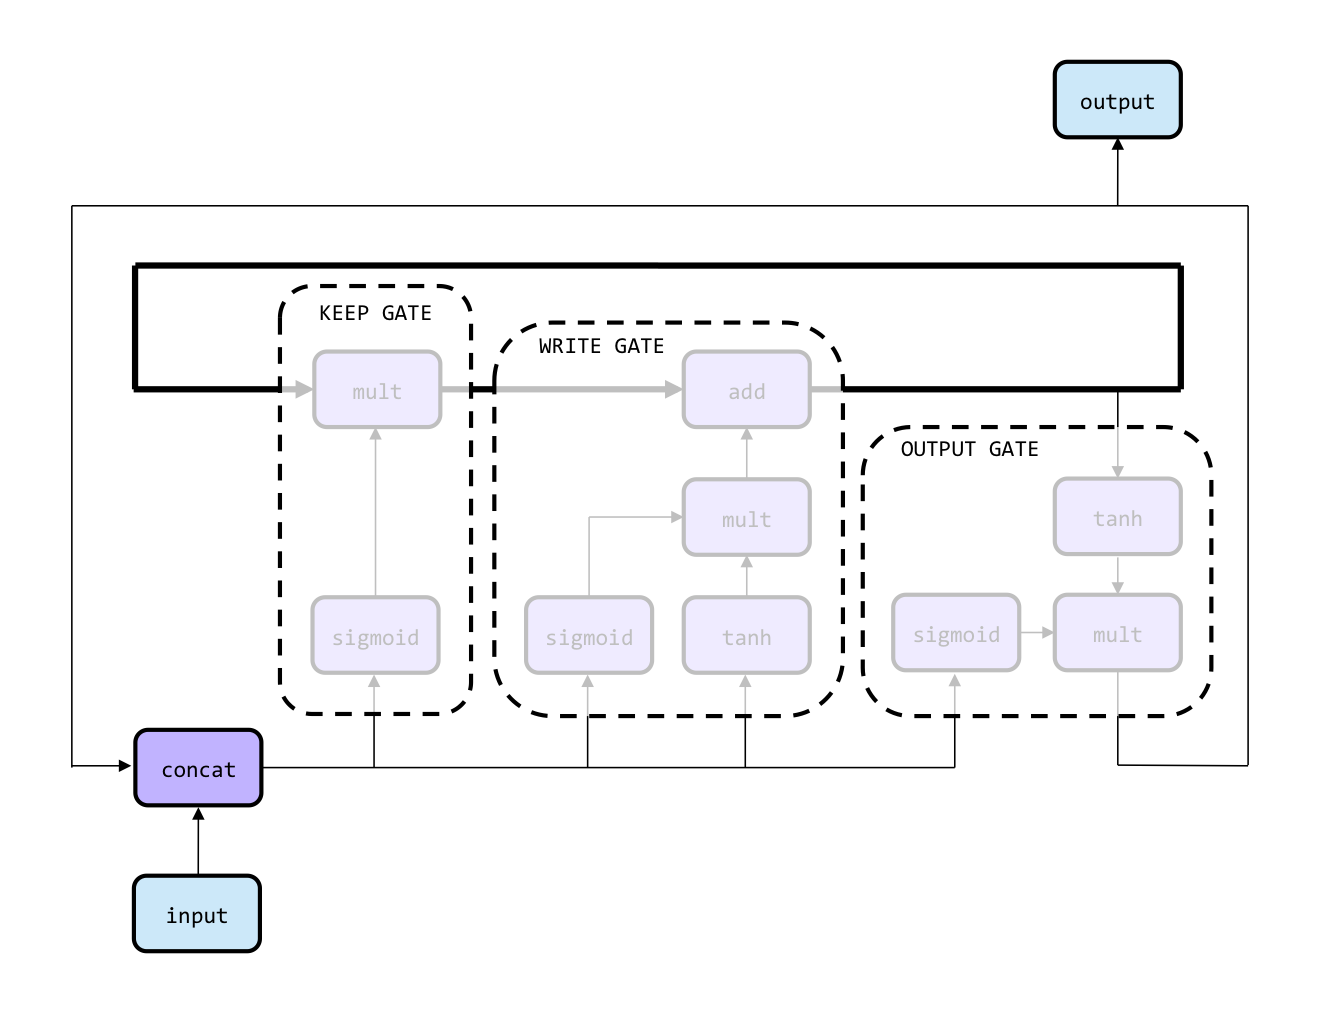 output
KEEP GATE
WRITE GATE
mult
add
OUTPUT GATE
mult
tanh
sigmoid
sigmoid
tanh
sigmoid
mult
concat
input